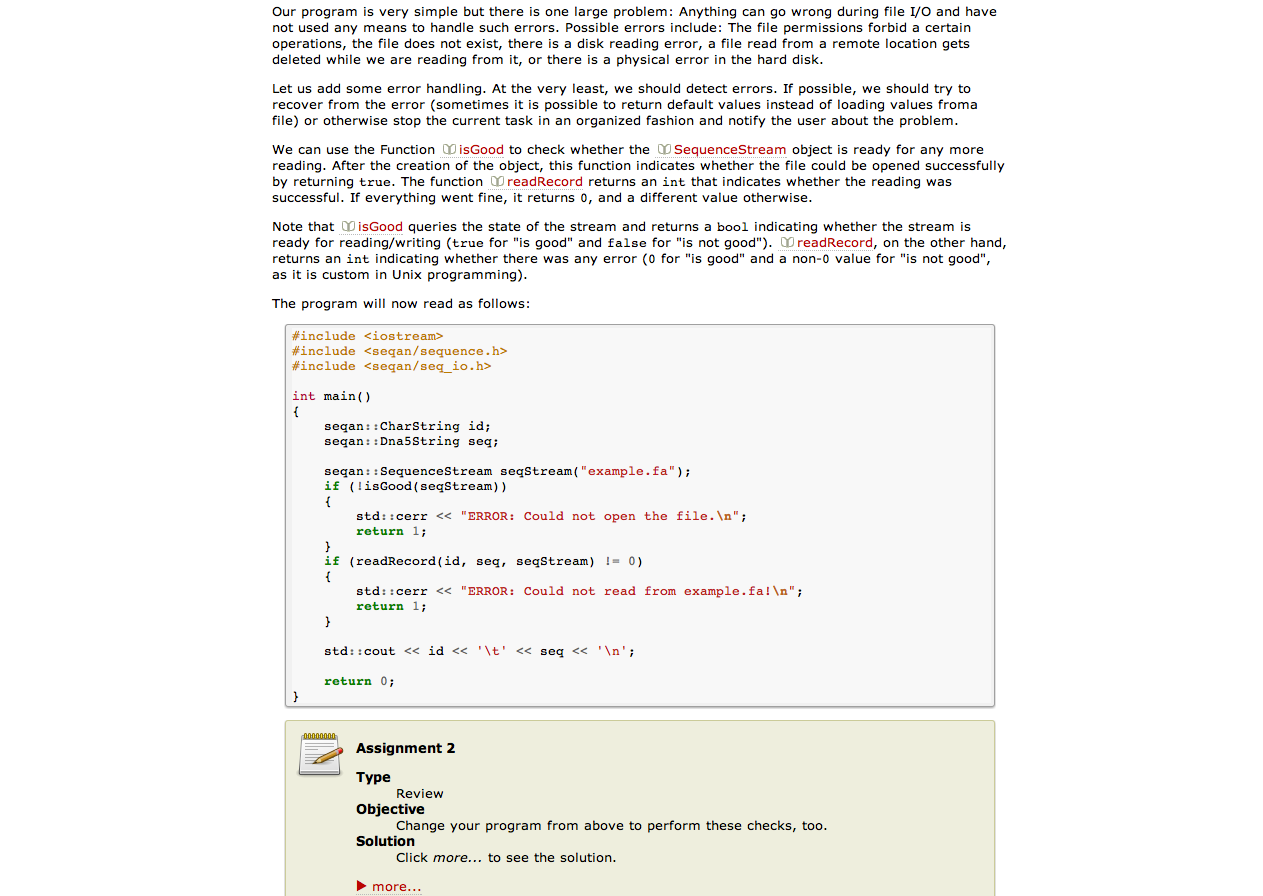 Our program is very simple but there is one large problem: Anything can go wrong during file I/O and have
not used any means to handle such errors. Possible errors include: The file permissions forbid a certain
operations, the file does not exist, there is a disk reading error, a file read from a remote location gets
deleted while we are reading from it, or there is a physical error in the hard disk.
Let us add some error handling. At the very least, we should detect errors. If possible, we should try to
recover from the error (sometimes it is possible to return default values instead of loading values froma
file) or otherwise stop the current task in an organized fashion and notify the user about the problem.
We can use the Function isGood to check whether the SequenceStream object is ready for any more
reading. After the creation of the object, this function indicates whether the file could be opened successfully
by returning true. The function readRecord returns an int that indicates whether the reading was
successful. If everything went fine, it returns 0, and a different value otherwise.
Note that isGood queries the state of the stream and returns a bool indicating whether the stream is
ready for reading/writing (true for "is good" and false for "is not good"). readRecord, on the other hand,
returns an int indicating whether there was any error (0 for "is good" and a non-0 value for "is not good",
as it is custom in Unix programming).
The program will now read as follows:
#include <iostream>
#include <seqan/sequence.h>
#include <seqan/seq_io.h>
int main()
{
    seqan::CharString id;
    seqan::Dna5String seq;
    seqan::SequenceStream seqStream("example.fa");
    if (!isGood(seqStream))
    {
        std::cerr << "ERROR: Could not open the file.\n";
        return 1;
    }
    if (readRecord(id, seq, seqStream) != 0)
    {
        std::cerr << "ERROR: Could not read from example.fa!\n";
        return 1;
    }
    std::cout << id << '\t' << seq << '\n';
    return 0;
}
Assignment 2
Type
Review
Objective
Change your program from above to perform these checks, too.
Solution
Click more... to see the solution.
more...